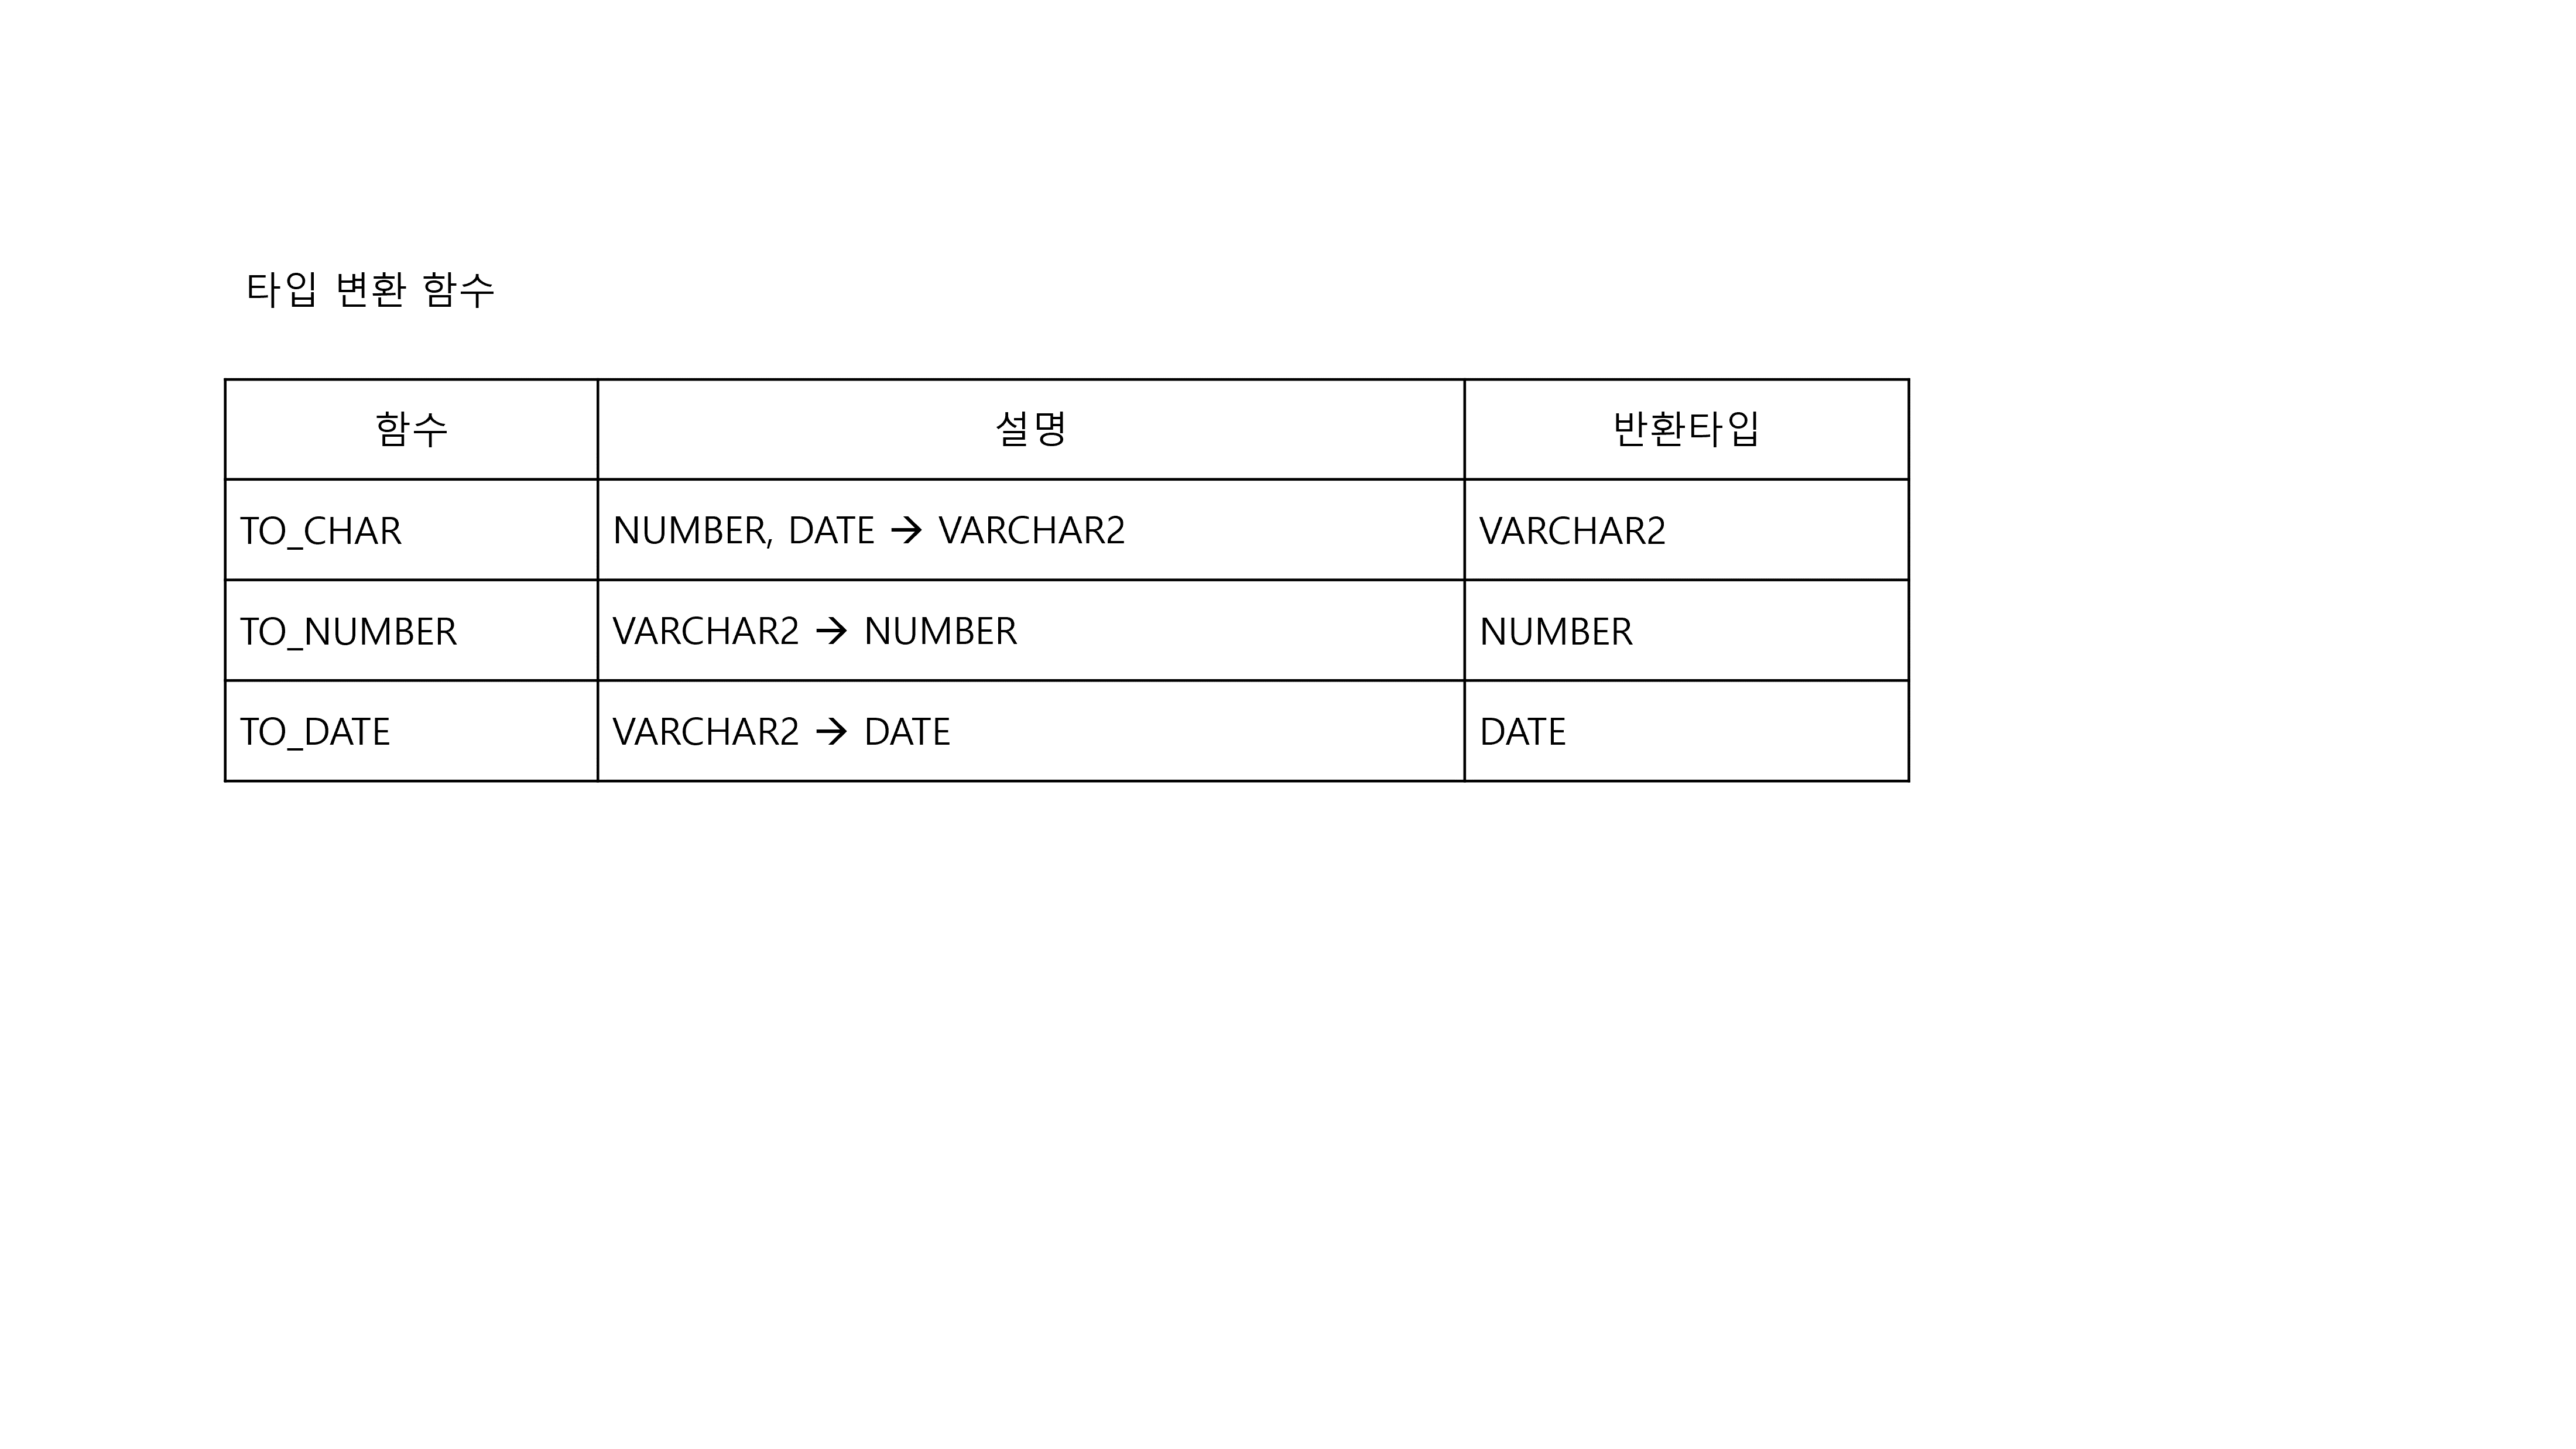 타입 변환 함수
함수 설명 반환타입
TO_CHAR NUMBER, DATE → VARCHAR2 VARCHAR2
TO_NUMBER VARCHAR2 → NUMBER NUMBER
TO_DATE VARCHAR2 → DATE DATE